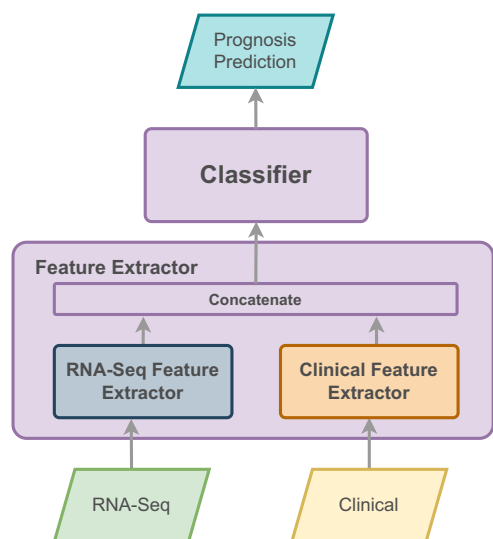 Prognosis
Prediction
Classifier
Feature Extractor
Concatenate
RNA-Seq Feature
Extractor
Clinical Feature
Extractor
RNA-Seq
Clinical